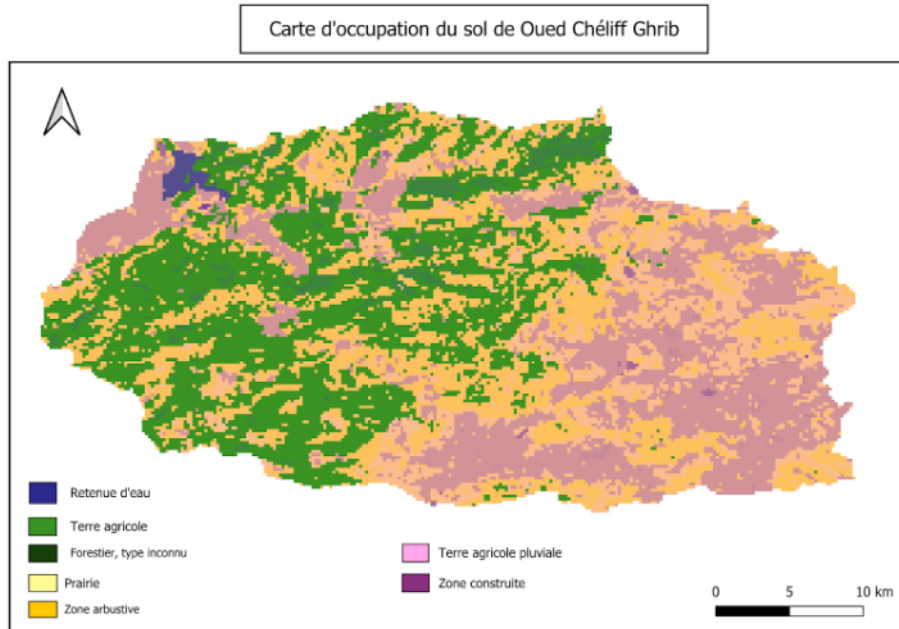 Carte d'occupation du sol de Oued Chéliff Ghrib
Retenue d'eau
Terre agricole
Forestier, type inconnu
Prairie
Zone arbustive
Terre agricole pluviale
Zone construite
0 5 10 km